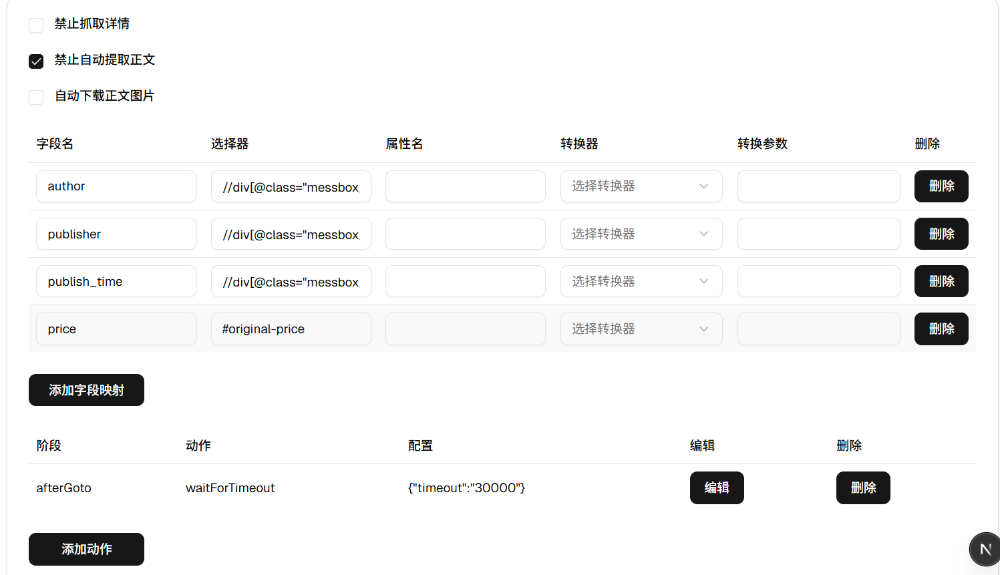 禁止抓取详情
禁止自动提取正文
自动下载正文图片
字段名 选择器 属性名 转换器 转换参数 删除
author //div[@class="messbox_ 选择转换器 删除
publisher //div[@class="messbox_ 选择转换器 删除
publish_time //div[@class="messbox_ 选择转换器 删除
price #original-price 选择转换器 删除
添加字段映射
阶段 动作 配置 编辑 删除
afterGoto waitForTimeout {"timeout":"30000"} 编辑 删除
添加动作
N